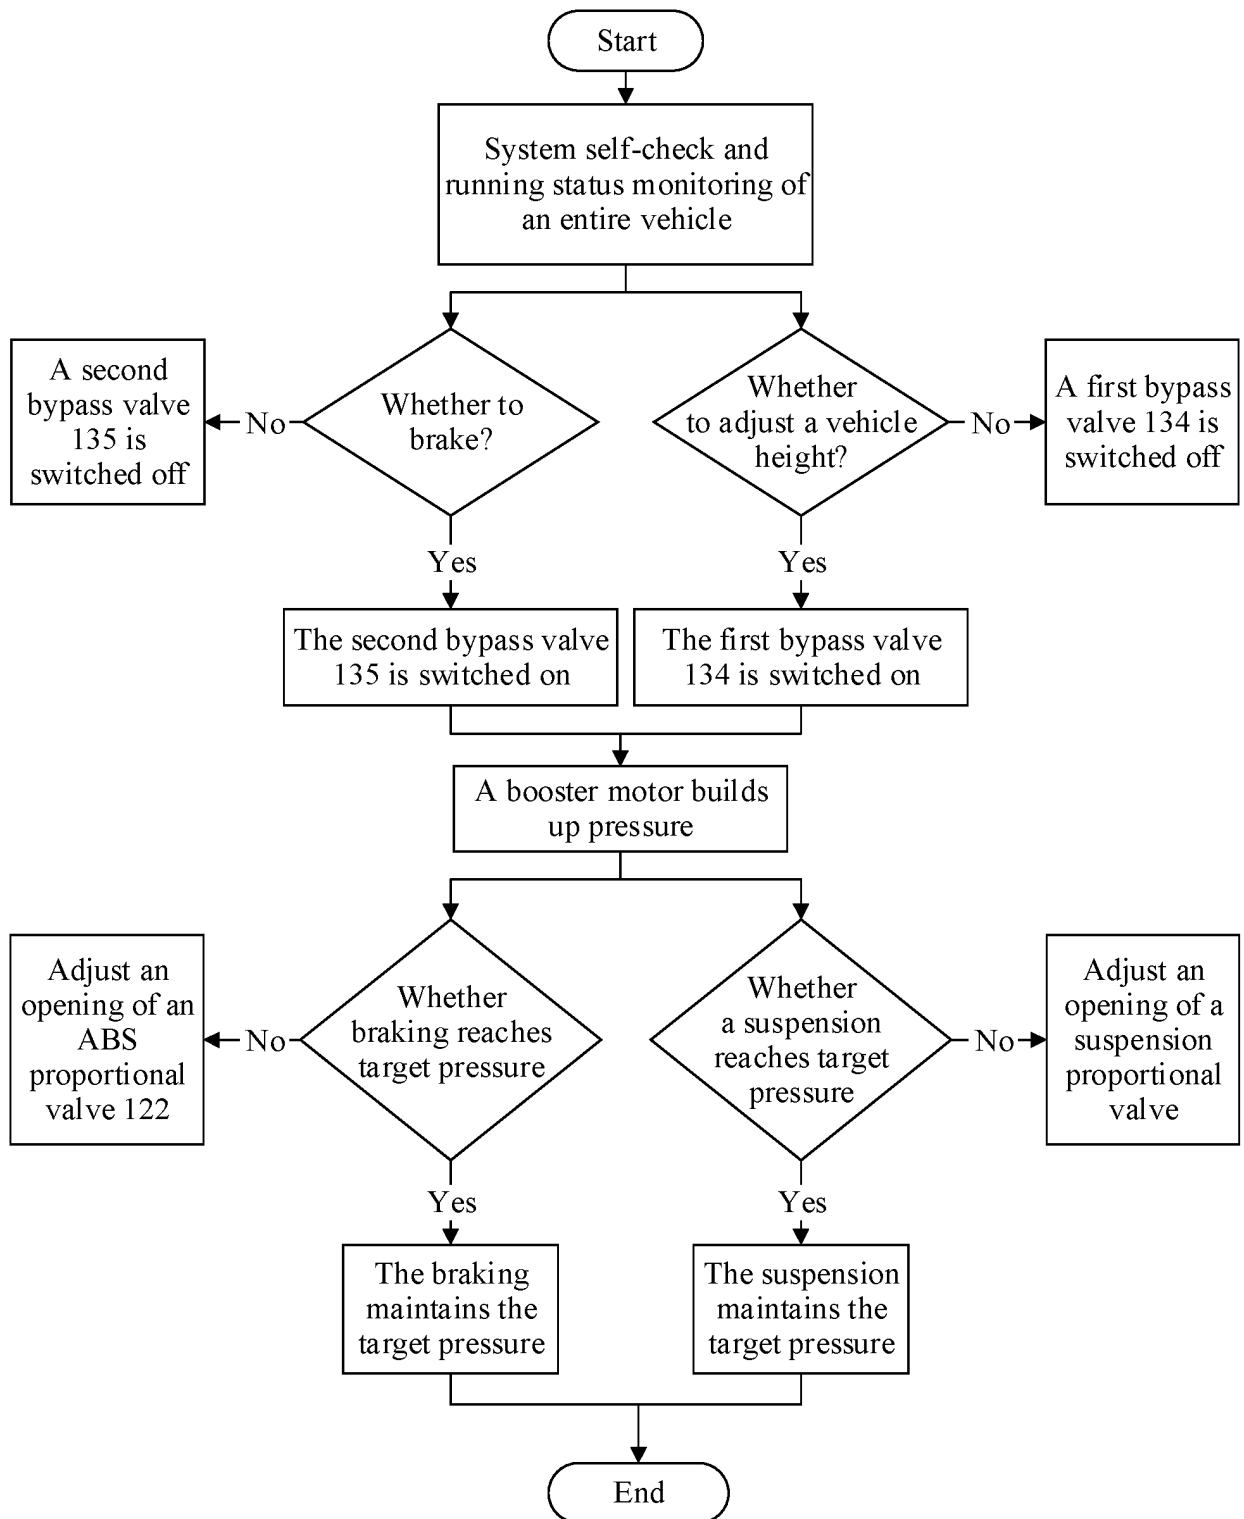 Start
System self-check and
running status monitoring of
an entire vehicle
A second
bypass valve
135 is
switched off
No
Whether to
brake?
Whether
to adjust a vehicle
height?
No
A first bypass
valve 134 is
switched off
Yes
Yes
The second bypass valve
135 is switched on
The first bypass valve
134 is switched on
A booster motor builds
up pressure
Adjust an
opening of an
ABS
proportional
valve 122
No
Whether
braking reaches
target pressure
Whether
a suspension
reaches target
pressure
No
Adjust an
opening of a
suspension
proportional
valve
Yes
Yes
The braking
maintains the
target pressure
The suspension
maintains the
target pressure
End